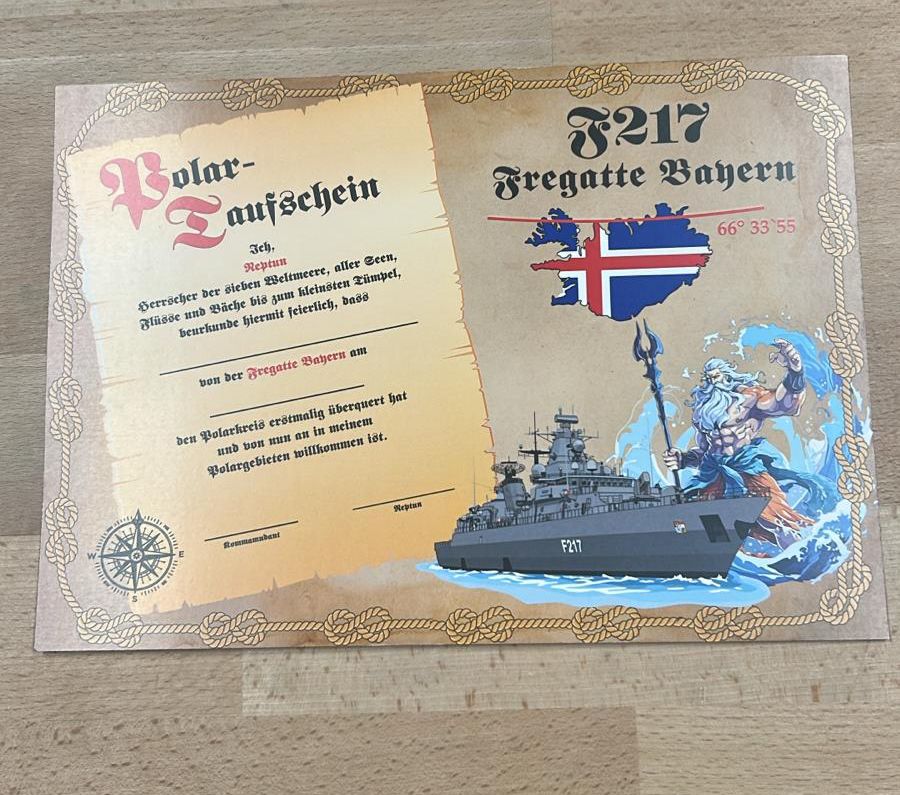 Polar-
Taufschein
Ich,
Neptun
Herrscher der sieben Weltmeere, aller Seen,
Flüsse und Bäche bis zum kleinsten Tümpel,
beurkunde hiermit feierlich, dass
von der Fregatte Bayern am
den Polarkreis erstmalig überquert hat
und von nun an in meinem
Polargebieten willkommen ist.
Kommamndant
Neptun
N
W
E
S
F217
Fregatte Bayern
66° 33`55
F217